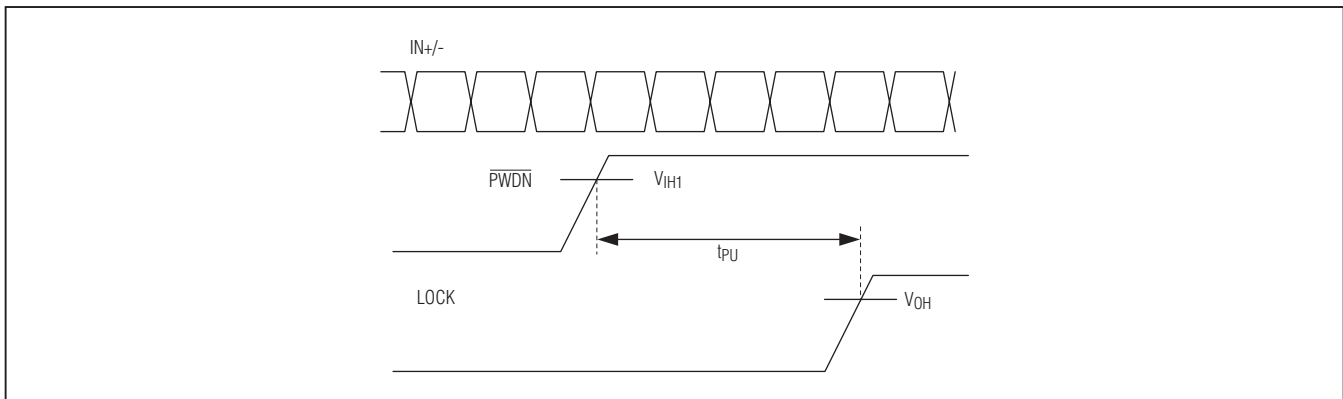 IN+/-
PWDN
VIH1
tPU
LOCK
VOH